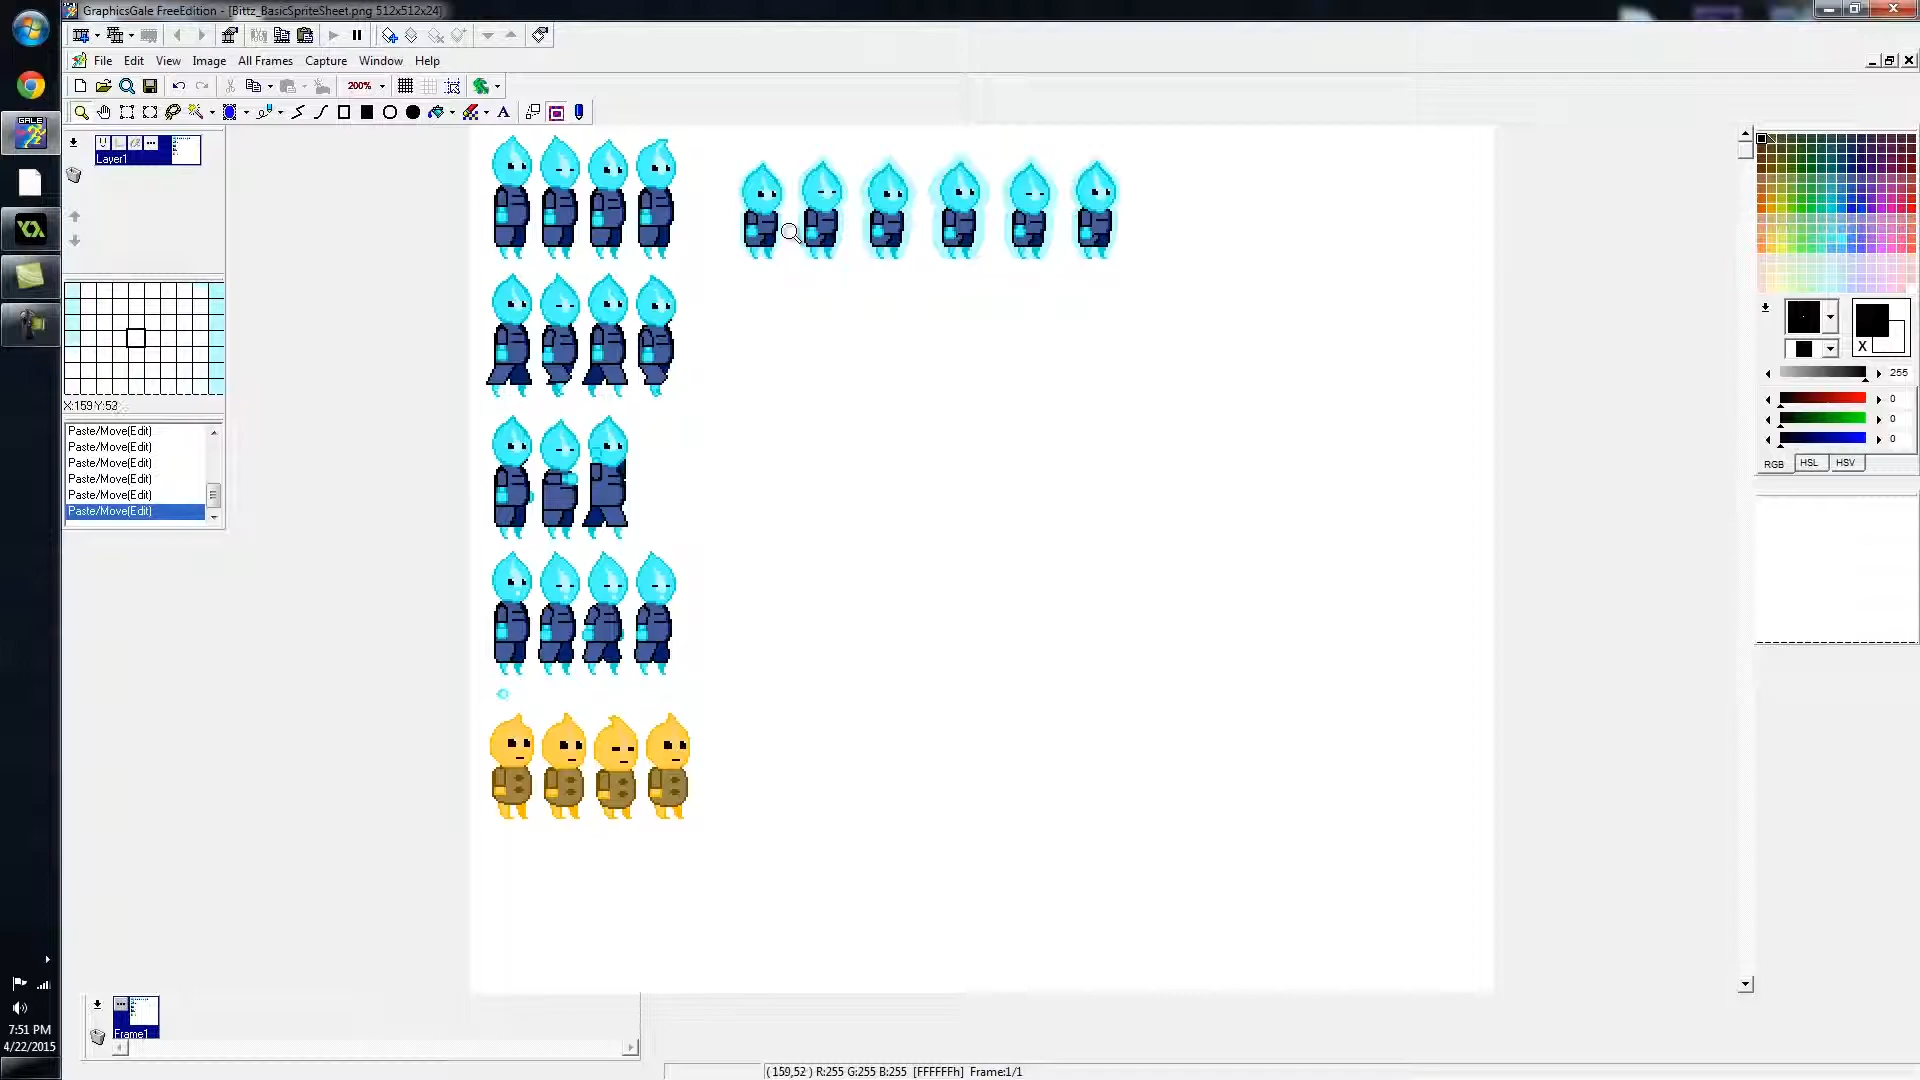 GraphicsGale FreeEdition - [Bittz_BasicSpriteSheet.png 512x512x24]
File Edit View Image All Frames Capture Window Help
200%
A
GALE
Layer1
X:159 Y:53
Paste/Move(Edit)
Paste/Move(Edit)
Paste/Move(Edit)
Paste/Move(Edit)
Paste/Move(Edit)
Paste/Move(Edit)
X
255
0
0
0
RGB HSL HSV
Frame1
7:51 PM
4/22/2015
(159,52) R:255 G:255 B:255 [FFFFFFh] Frame:1/1